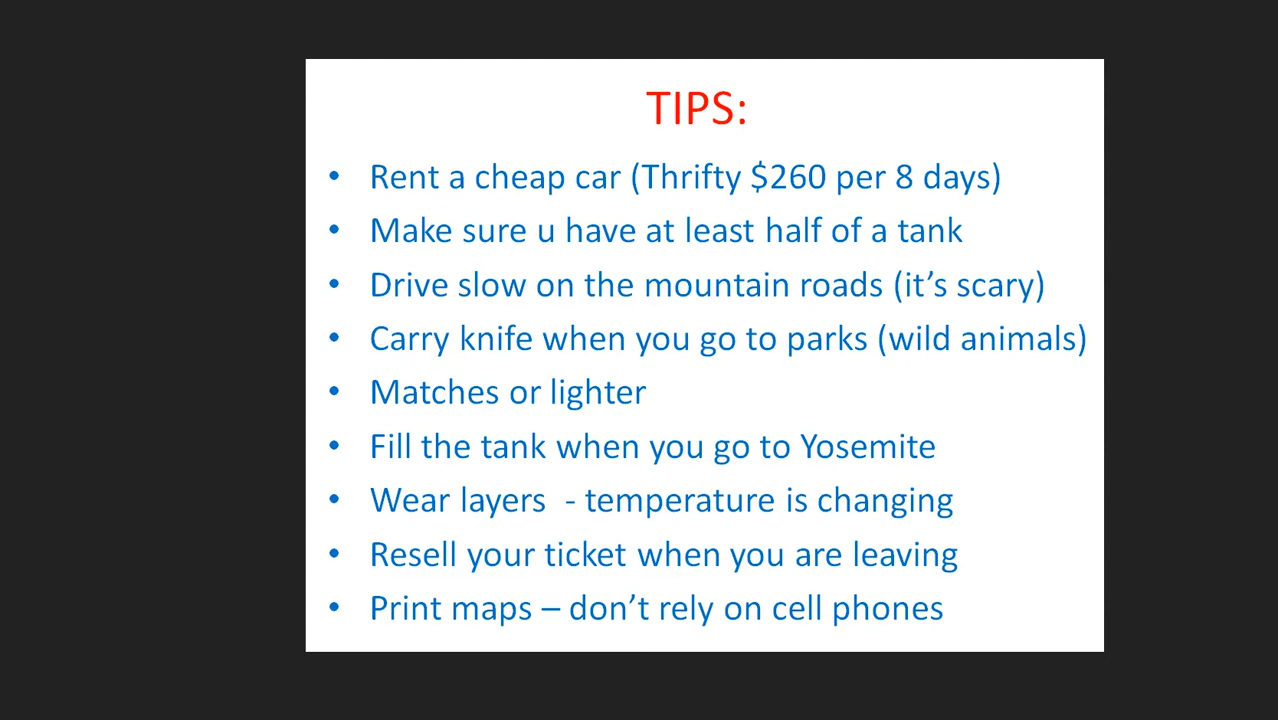 TIPS:
• Rent a cheap car (Thrifty $260 per 8 days)
• Make sure u have at least half of a tank
• Drive slow on the mountain roads (it’s scary)
• Carry knife when you go to parks (wild animals)
• Matches or lighter
• Fill the tank when you go to Yosemite
• Wear layers  - temperature is changing
• Resell your ticket when you are leaving
• Print maps – don’t rely on cell phones